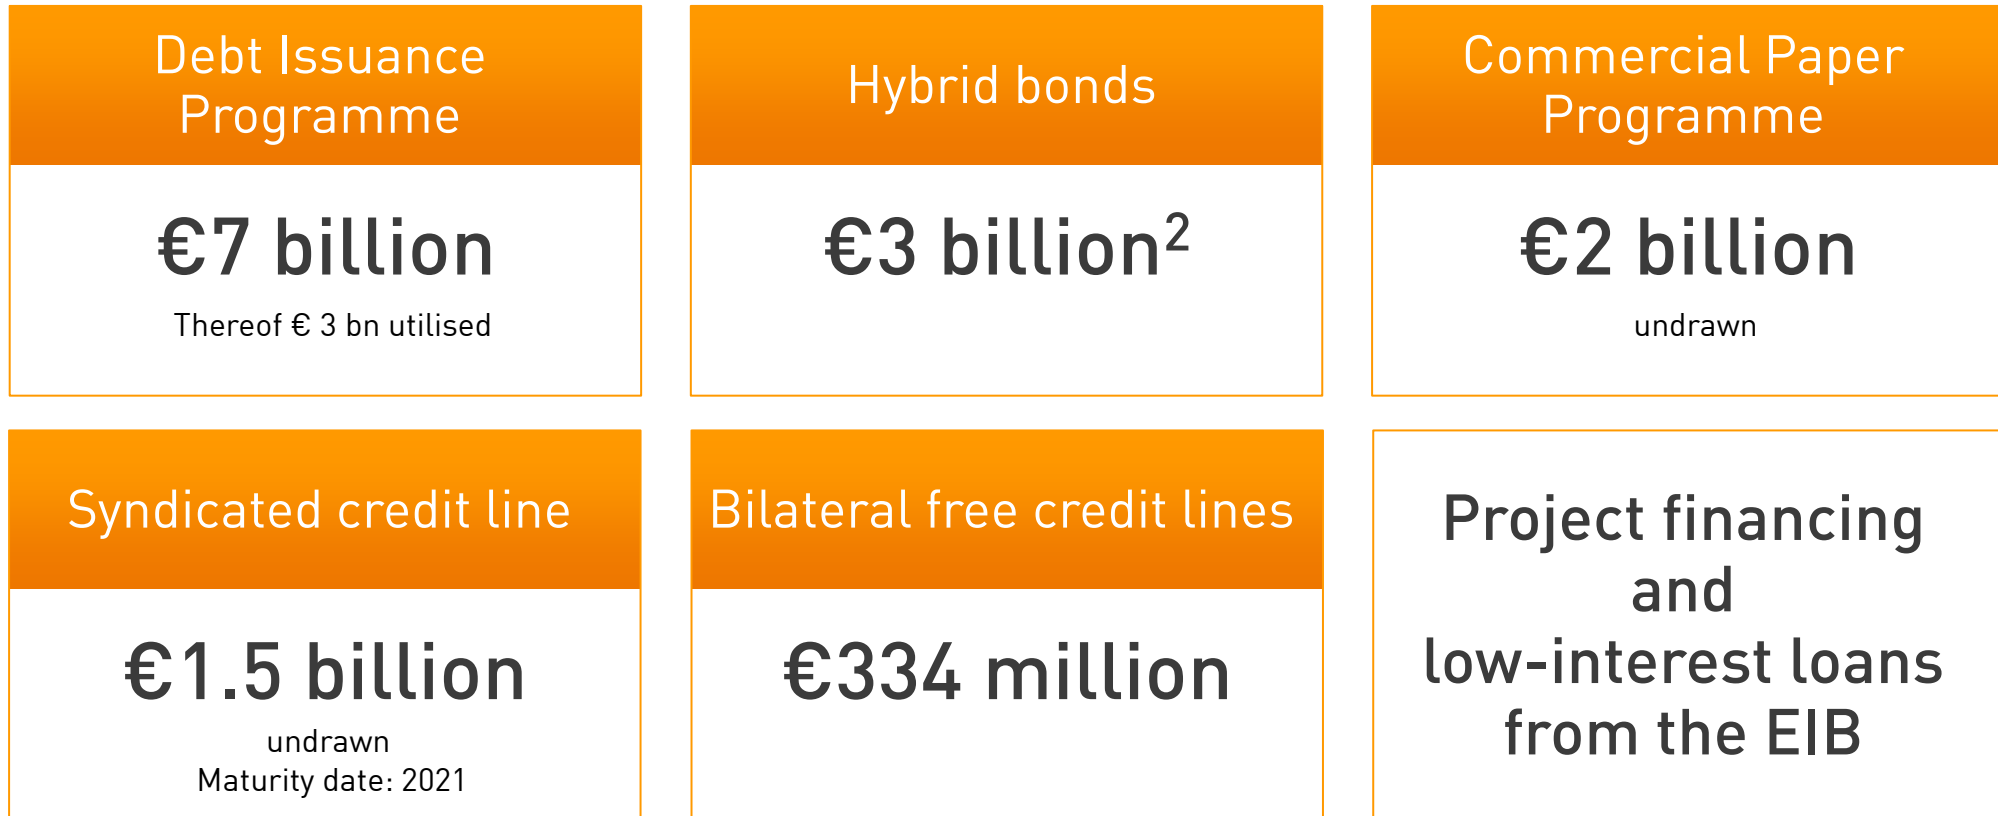 Debt Issuance
Programme
€7 billion
Thereof € 3 bn utilised
Hybrid bonds
€3 billion²
Commercial Paper
Programme
€2 billion
undrawn
Syndicated credit line
€1.5 billion
undrawn
Maturity date: 2021
Bilateral free credit lines
€334 million
Project financing
and
low-interest loans
from the EIB